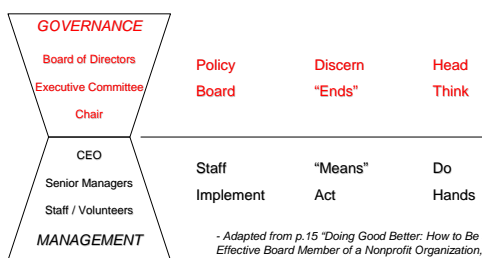 GOVERNANCE
Board of Directors
Executive Committee
Chair
Policy Discern Head
Board “Ends” Think
CEO
Senior Managers
Staff / Volunteers
MANAGEMENT
Staff “Means” Do
Implement Act Hands
- Adapted from p.15 “Doing Good Better: How to Be
Effective Board Member of a Nonprofit Organization,